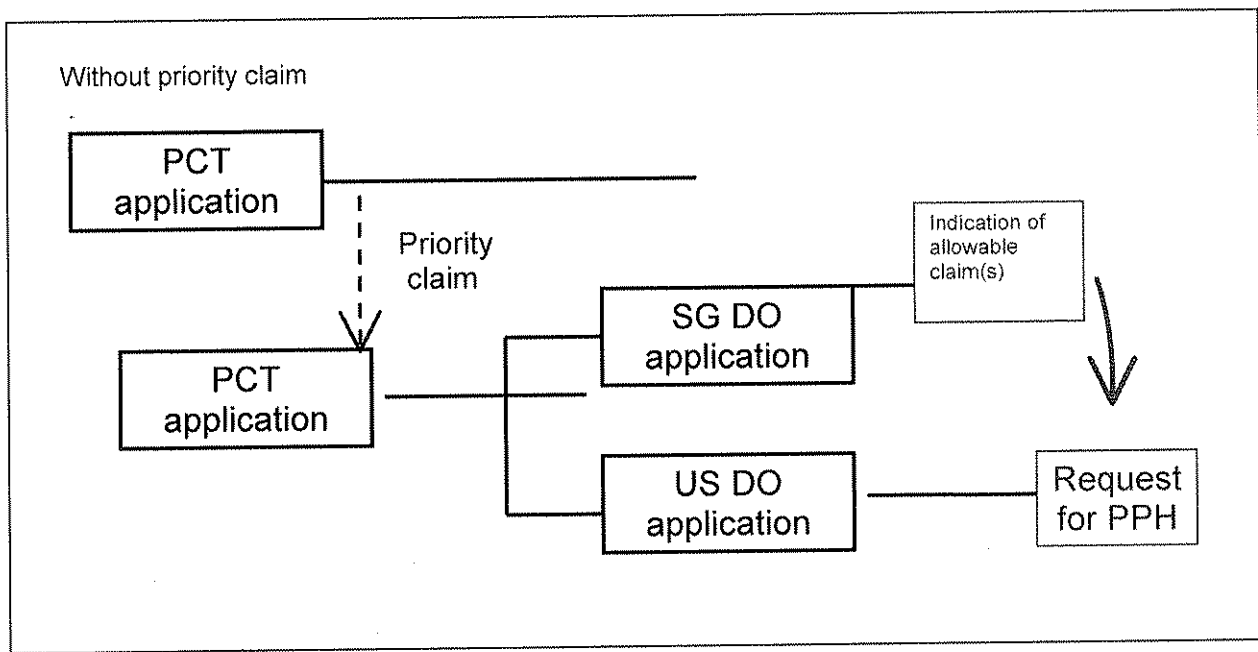 Without priority claim
PCT
application
Priority
claim
PCT
application
SG DO
application
Indication of
allowable
claim(s)
US DO
application
Request
for PPH